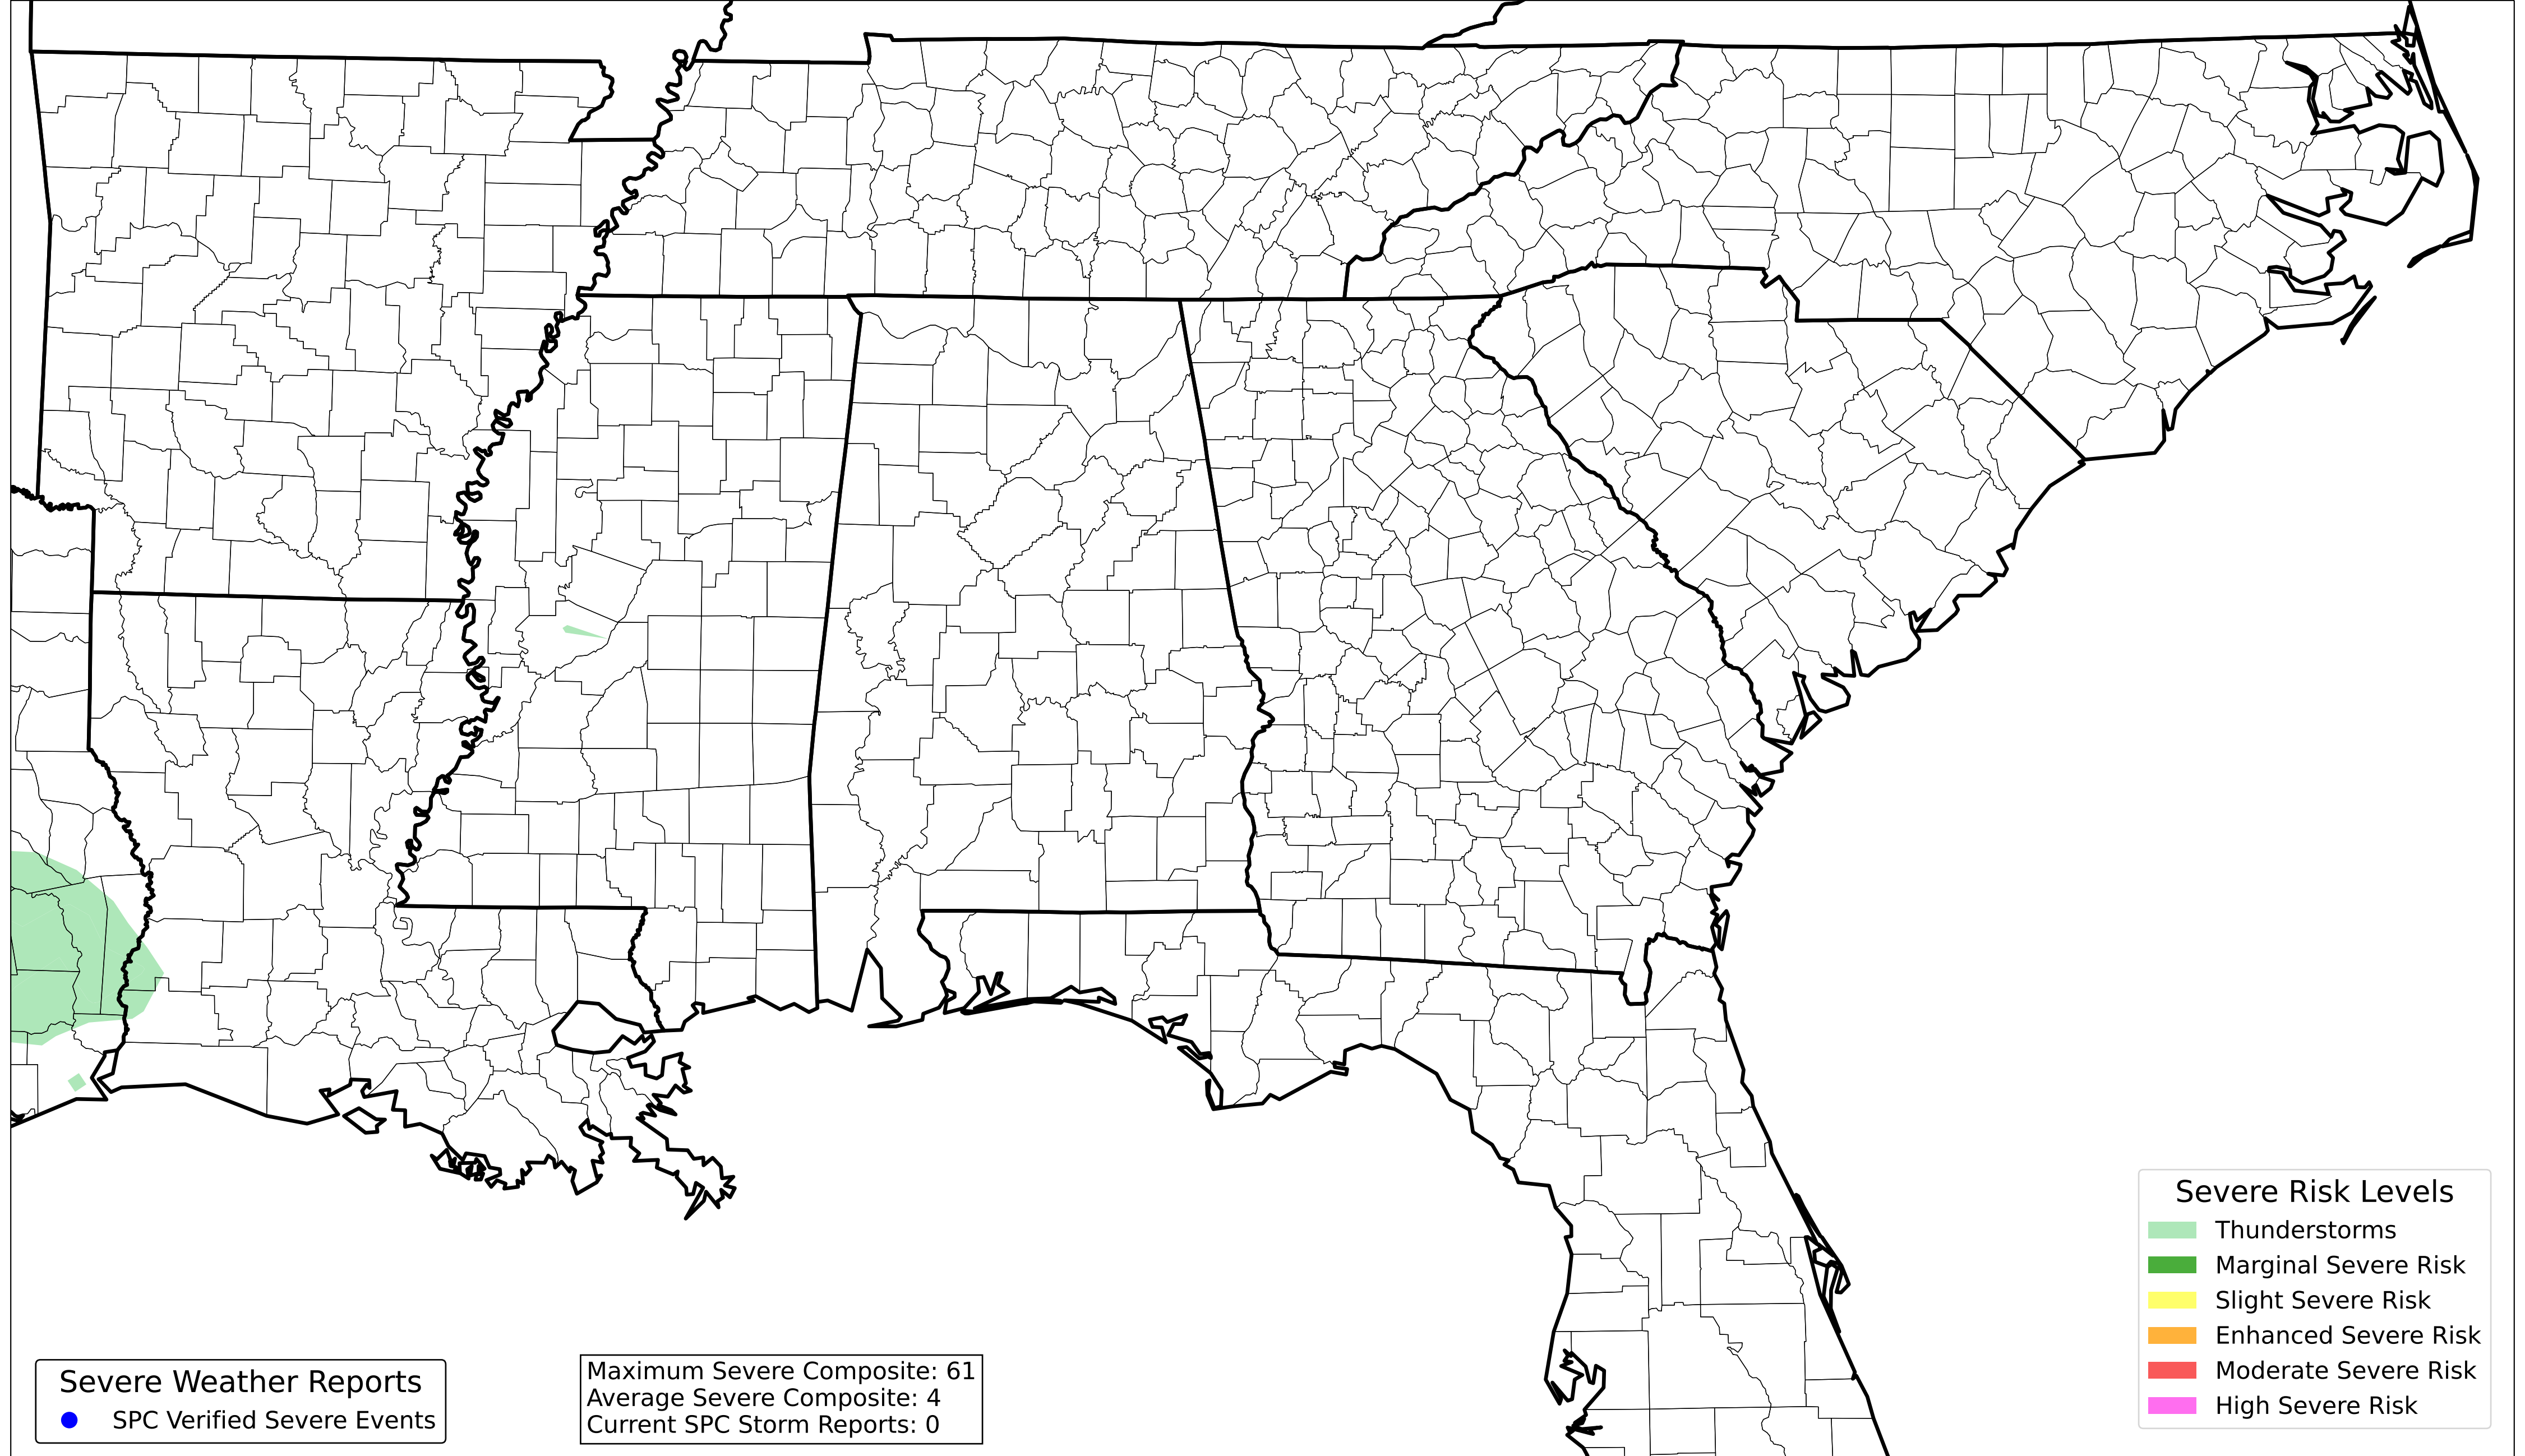 Severe Risk Levels
Thunderstorms
Marginal Severe Risk
Slight Severe Risk
Enhanced Severe Risk
Moderate Severe Risk
High Severe Risk
Severe Weather Reports
SPC Verified Severe Events
Maximum Severe Composite: 61
Average Severe Composite: 4
Current SPC Storm Reports: 0